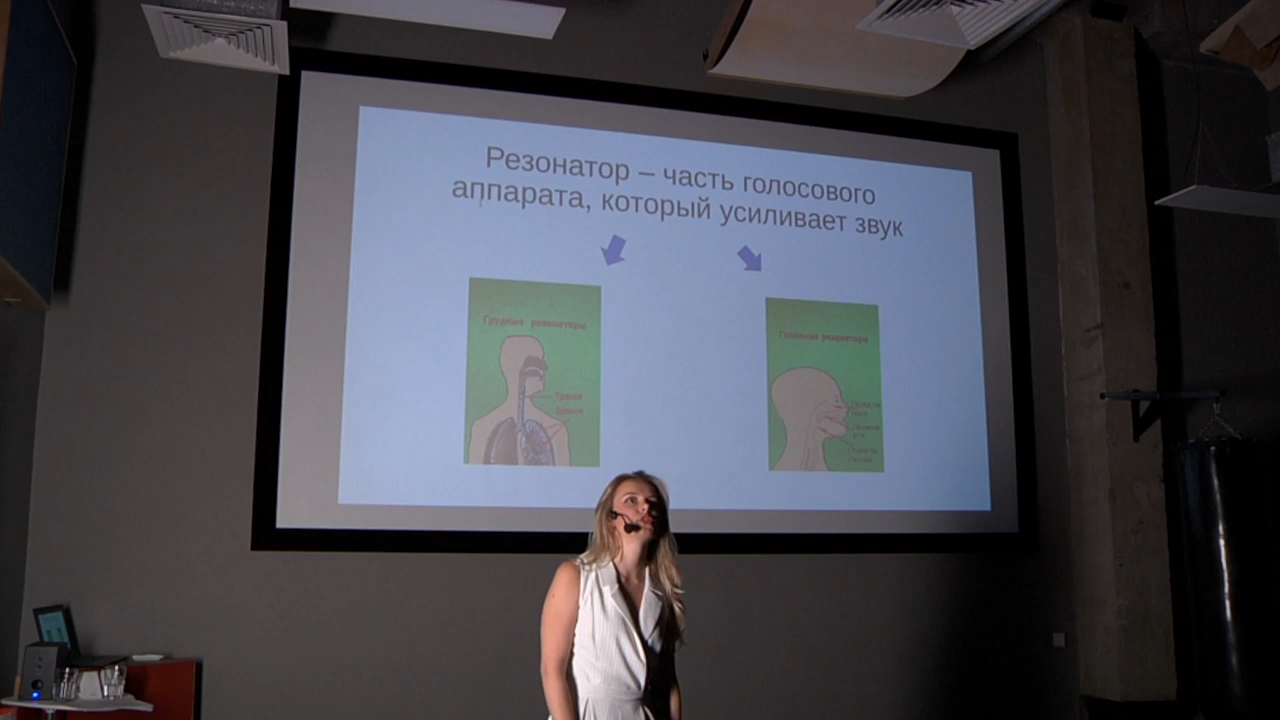 Резонатор – часть голосового
аппарата, который усиливает звук
Грудные резонаторы
Головные резонаторы